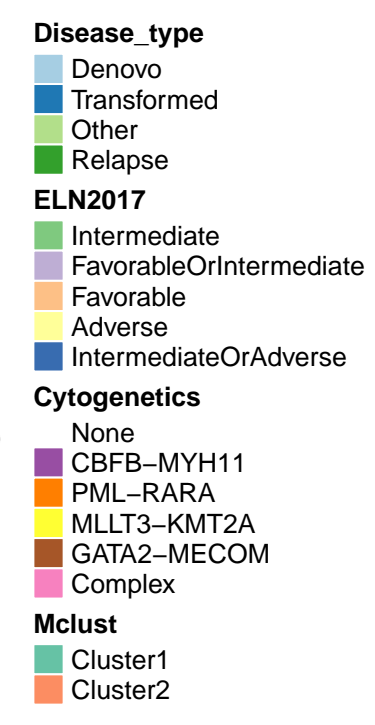 Disease_type
Denovo
Transformed
Other
Relapse
ELN2017
Intermediate
FavorableOrIntermediate
Favorable
Adverse
IntermediateOrAdverse
Cytogenetics
None
CBFB−MYH11
PML−RARA
MLLT3−KMT2A
GATA2−MECOM
Complex
Mclust
Cluster1
Cluster2